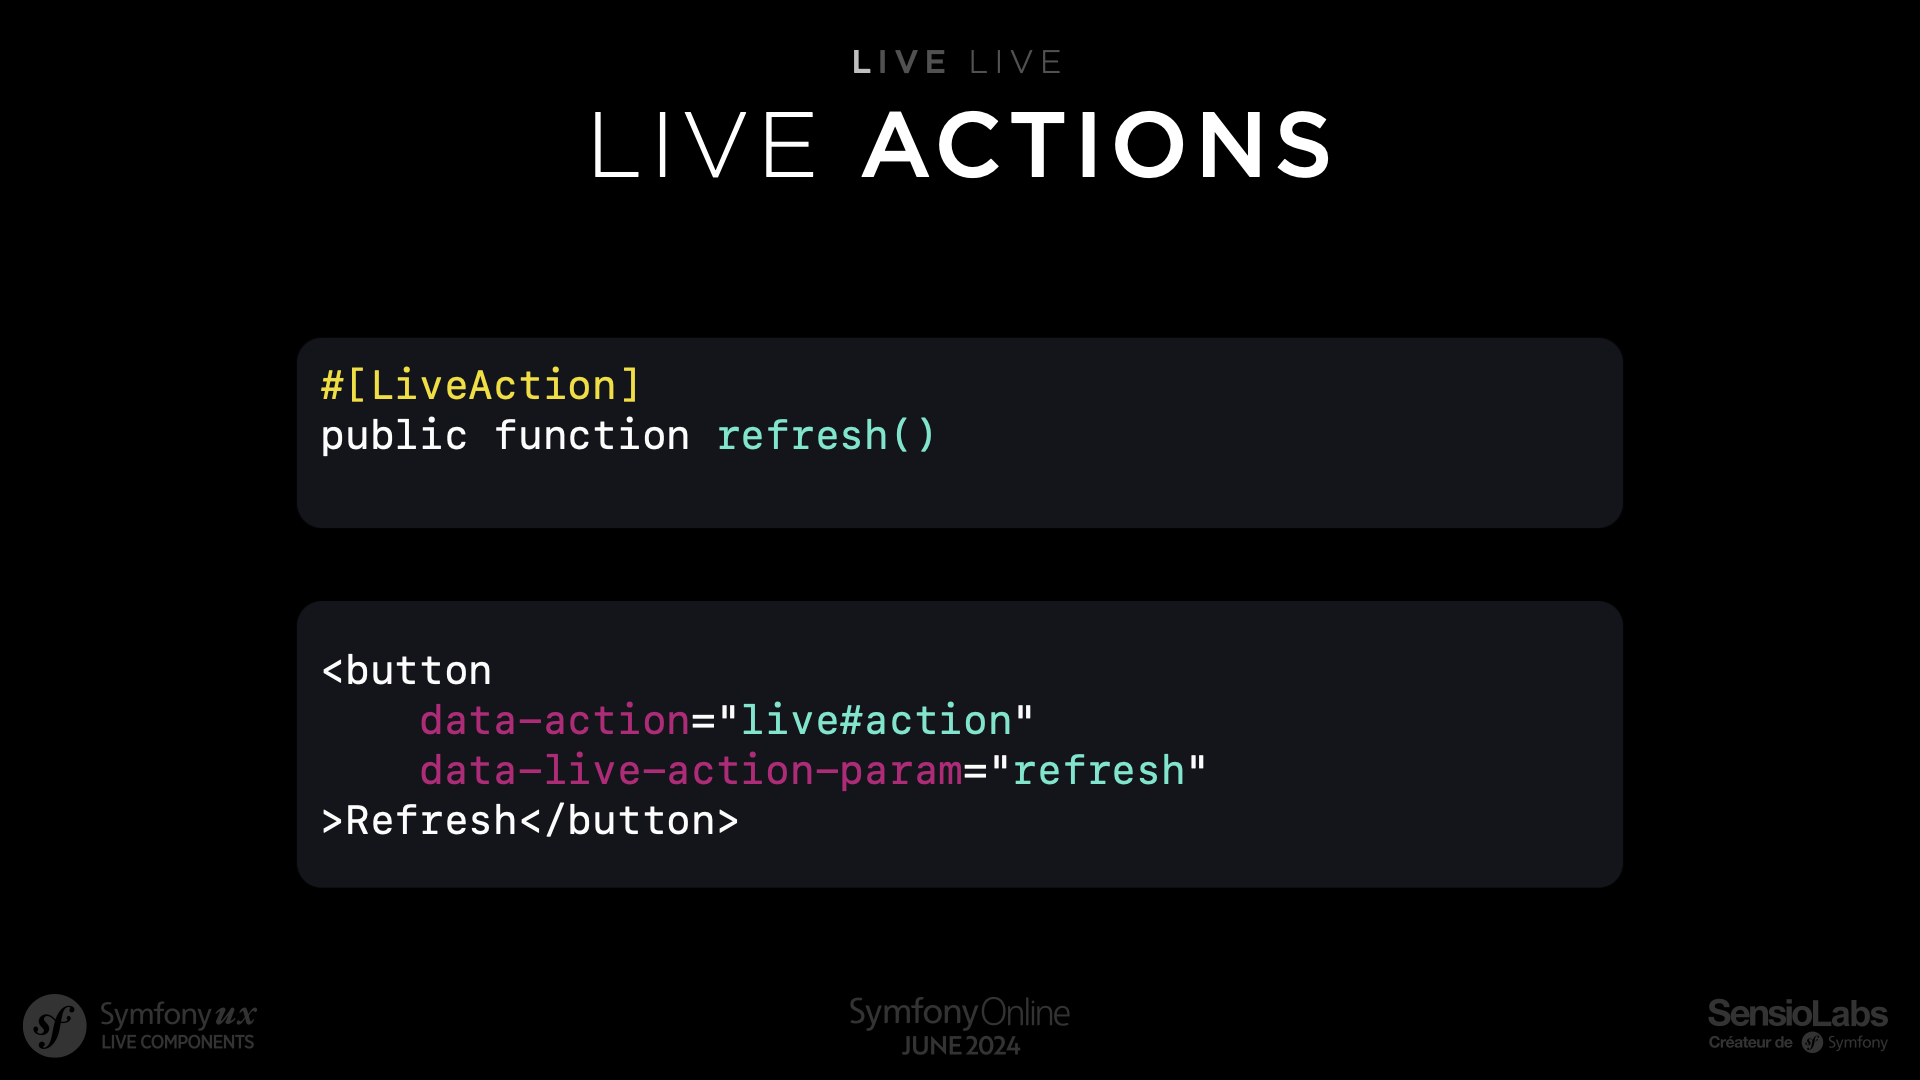 LIVE LIVE
LIVE ACTIONS
#[LiveAction]
public function refresh()
<button
    data-action="live#action"
    data-live-action-param="refresh"
>Refresh</button>
sf Symfony ux
LIVE COMPONENTS
SymfonyOnline
JUNE 2024
SensioLabs
Créateur de sf Symfony